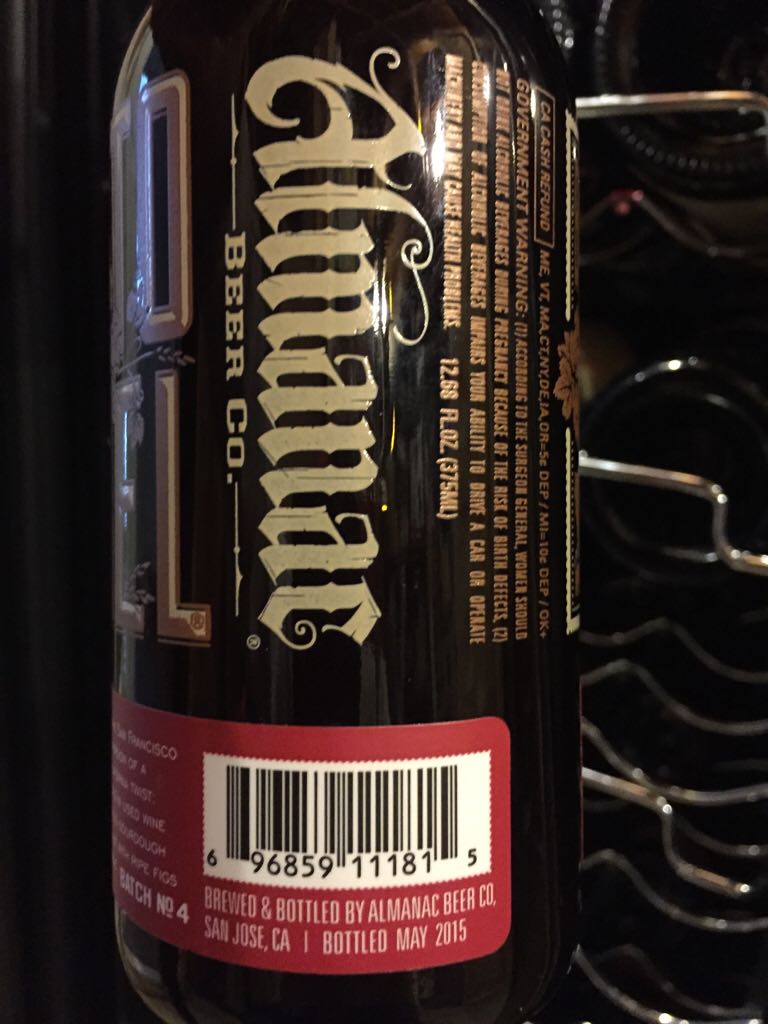 Almanac
®
BEER CO.
CA CASH REFUND ME, VT, MA,CT,NY,DE,IA,OR-5¢ DEP / MI=10¢ DEP / OK+
GOVERNMENT WARNING: (1) ACCORDING TO THE SURGEON GENERAL, WOMEN SHOULD
NOT DRINK ALCOHOLIC BEVERAGES DURING PREGNANCY BECAUSE OF THE RISK OF BIRTH DEFECTS. (2)
CONSUMPTION OF ALCOHOLIC BEVERAGES IMPAIRS YOUR ABILITY TO DRIVE A CAR OR OPERATE
MACHINERY AND MAY CAUSE HEALTH PROBLEMS. 12.68 FL.OZ. (375ML)
®
SAN FRANCISCO
OF A
TWIST:
USED WINE
SOURDOUGH
RIPE FIGS
BATCH Nº 4
6 96859 11181 5
BREWED & BOTTLED BY ALMANAC BEER CO,
SAN JOSE, CA | BOTTLED MAY 2015